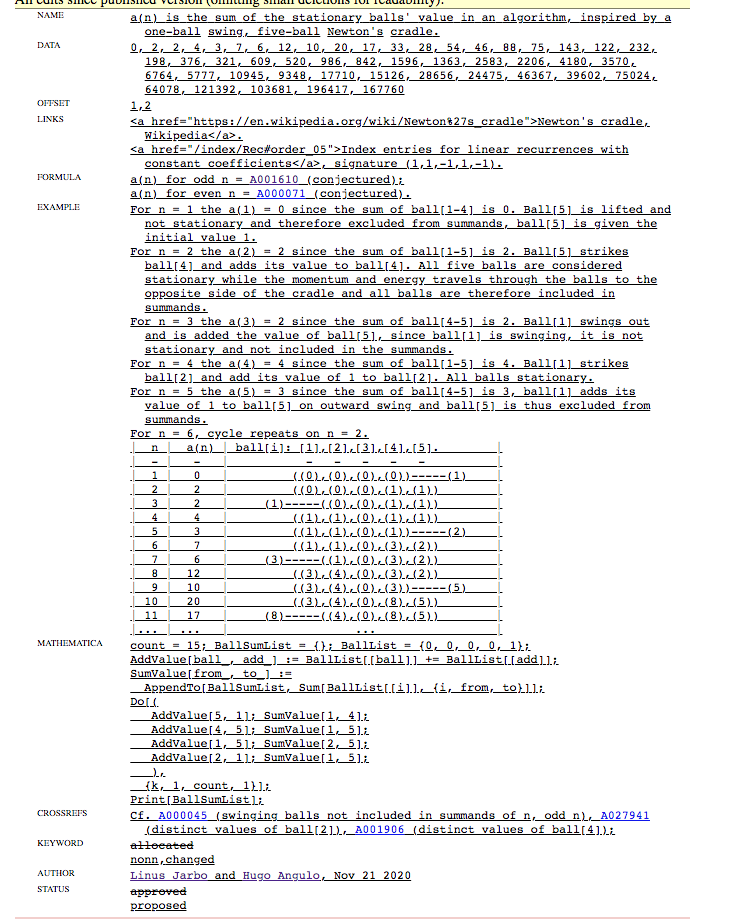 All edits since published version (omitting small deletions for readability).
NAME a(n) is the sum of the stationary balls' value in an algorithm, inspired by a
one-ball swing, five-ball Newton's cradle.
DATA 0, 2, 2, 4, 3, 7, 6, 12, 10, 20, 17, 33, 28, 54, 46, 88, 75, 143, 122, 232,
198, 376, 321, 609, 520, 986, 842, 1596, 1363, 2583, 2206, 4180, 3570,
6764, 5777, 10945, 9348, 17710, 15126, 28656, 24475, 46367, 39602, 75024,
64078, 121392, 103681, 196417, 167760
OFFSET 1,2
LINKS <a href="https://en.wikipedia.org/wiki/Newton%27s_cradle">Newton's cradle,
Wikipedia</a>.
<a href="/index/Rec#order_05">Index entries for linear recurrences with
constant coefficients</a>, signature (1,1,-1,1,-1).
FORMULA a(n) for odd n = A001610 (conjectured);
a(n) for even n = A000071 (conjectured).
EXAMPLE For n = 1 the a(1) = 0 since the sum of ball[1-4] is 0. Ball[5] is lifted and
not stationary and therefore excluded from summands, ball[5] is given the
initial value 1.
For n = 2 the a(2) = 2 since the sum of ball[1-5] is 2. Ball[5] strikes
ball[4] and adds its value to ball[4]. All five balls are considered
stationary while the momentum and energy travels through the balls to the
opposite side of the cradle and all balls are therefore included in
summands.
For n = 3 the a(3) = 2 since the sum of ball[4-5] is 2. Ball[1] swings out
and is added the value of ball[5], since ball[1] is swinging, it is not
stationary and not included in the summands.
For n = 4 the a(4) = 4 since the sum of ball[1-5] is 4. Ball[1] strikes
ball[2] and add its value of 1 to ball[2]. All balls stationary.
For n = 5 the a(5) = 3 since the sum of ball[4-5] is 3, ball[1] adds its
value of 1 to ball[5] on outward swing and ball[5] is thus excluded from
summands.
For n = 6, cycle repeats on n = 2.
| n | a(n) | ball[i]: [1],[2],[3],[4],[5]. |
| - | - | - - - - - |
| 1 | 0 | ((0),(0),(0),(0))-----(1) |
| 2 | 2 | ((0),(0),(0),(1),(1)) |
| 3 | 2 | (1)-----((0),(0),(1),(1)) |
| 4 | 4 | ((1),(1),(0),(1),(1)) |
| 5 | 3 | ((1),(1),(0),(1))-----(2) |
| 6 | 7 | ((1),(1),(0),(3),(2)) |
| 7 | 6 | (3)-----((1),(0),(3),(2)) |
| 8 | 12 | ((3),(4),(0),(3),(2)) |
| 9 | 10 | ((3),(4),(0),(3))-----(5) |
| 10 | 20 | ((3),(4),(0),(8),(5)) |
| 11 | 17 | (8)-----((4),(0),(8),(5)) |
|... | ... | ... |
MATHEMATICA count = 15; BallSumList = {}; BallList = {0, 0, 0, 0, 1};
AddValue[ball_, add_] := BallList[[ball]] += BallList[[add]];
SumValue[from_, to_] :=
AppendTo[BallSumList, Sum[BallList[[i]], {i, from, to}]];
Do[(
AddValue[5, 1]; SumValue[1, 4];
AddValue[4, 5]; SumValue[1, 5];
AddValue[1, 5]; SumValue[2, 5];
AddValue[2, 1]; SumValue[1, 5];
),
{k, 1, count, 1}];
Print[BallSumList];
CROSSREFS Cf. A000045 (swinging balls not included in summands of n, odd n), A027941
(distinct values of ball[2]), A001906 (distinct values of ball[4]);
KEYWORD allocated
nonn,changed
AUTHOR Linus Jarbo and Hugo Angulo, Nov 21 2020
STATUS approved
proposed